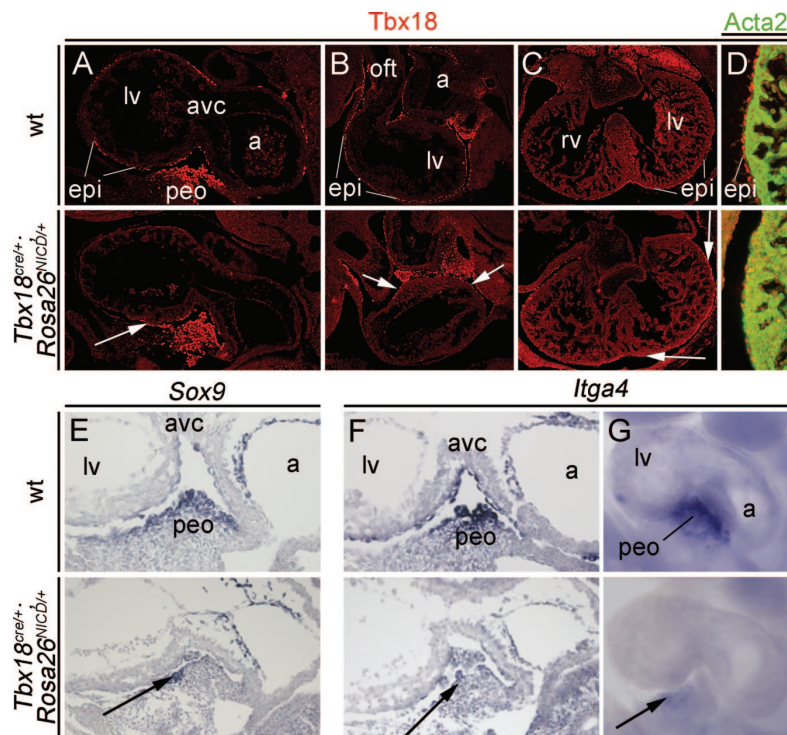 Tbx18
Acta2
wt
A
lv
avc
a
epi
peo
B
oft
a
lv
epi
C
rv
lv
epi
D
epi
Tbx18cre/+;
Rosa26NICD/+
Sox9
Itga4
wt
E
avc
lv
a
peo
F
avc
lv
a
peo
G
lv
a
peo
Tbx18cre/+;
Rosa26NICD/+